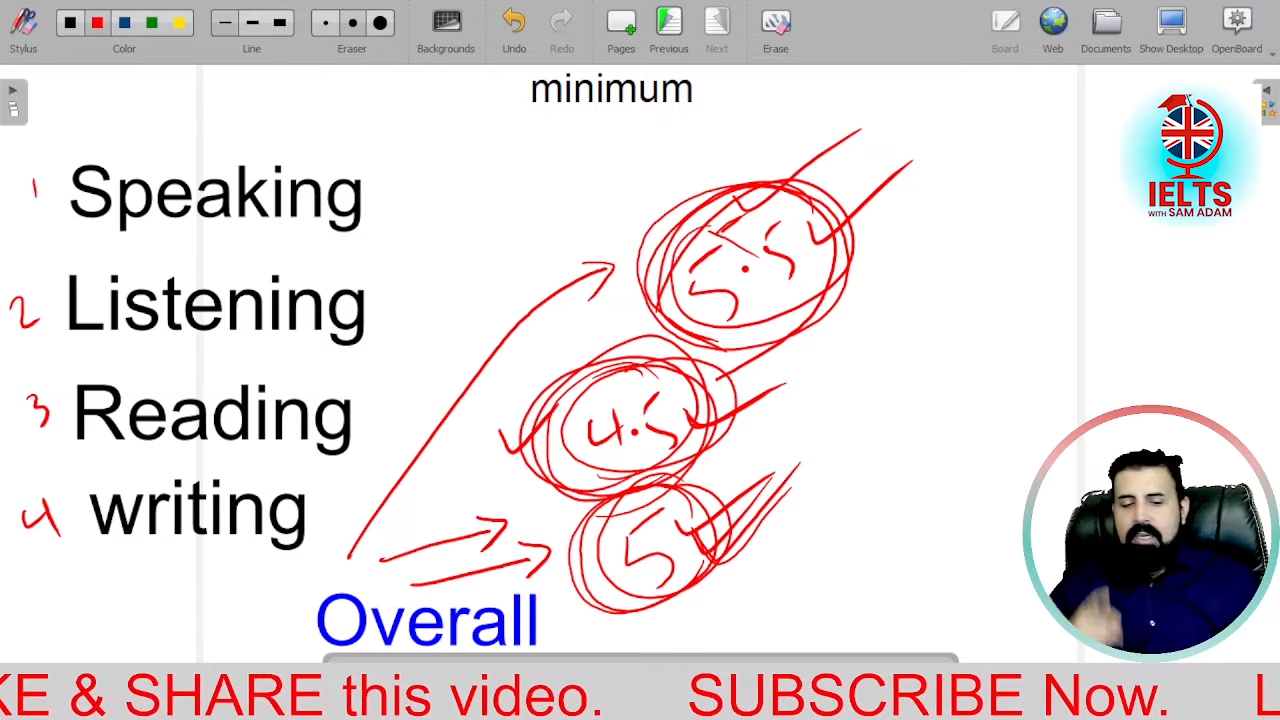 Stylus
Color
Line
Eraser
Backgrounds
Undo
Redo
Pages
Previous
Next
Erase
Board
Web
Documents
Show Desktop
OpenBoard
minimum
IELTS
WITH SAM ADAM
1 Speaking
5.5
2 Listening
3 Reading
4.5
4 writing
5
Overall
KE & SHARE this video. SUBSCRIBE Now. L